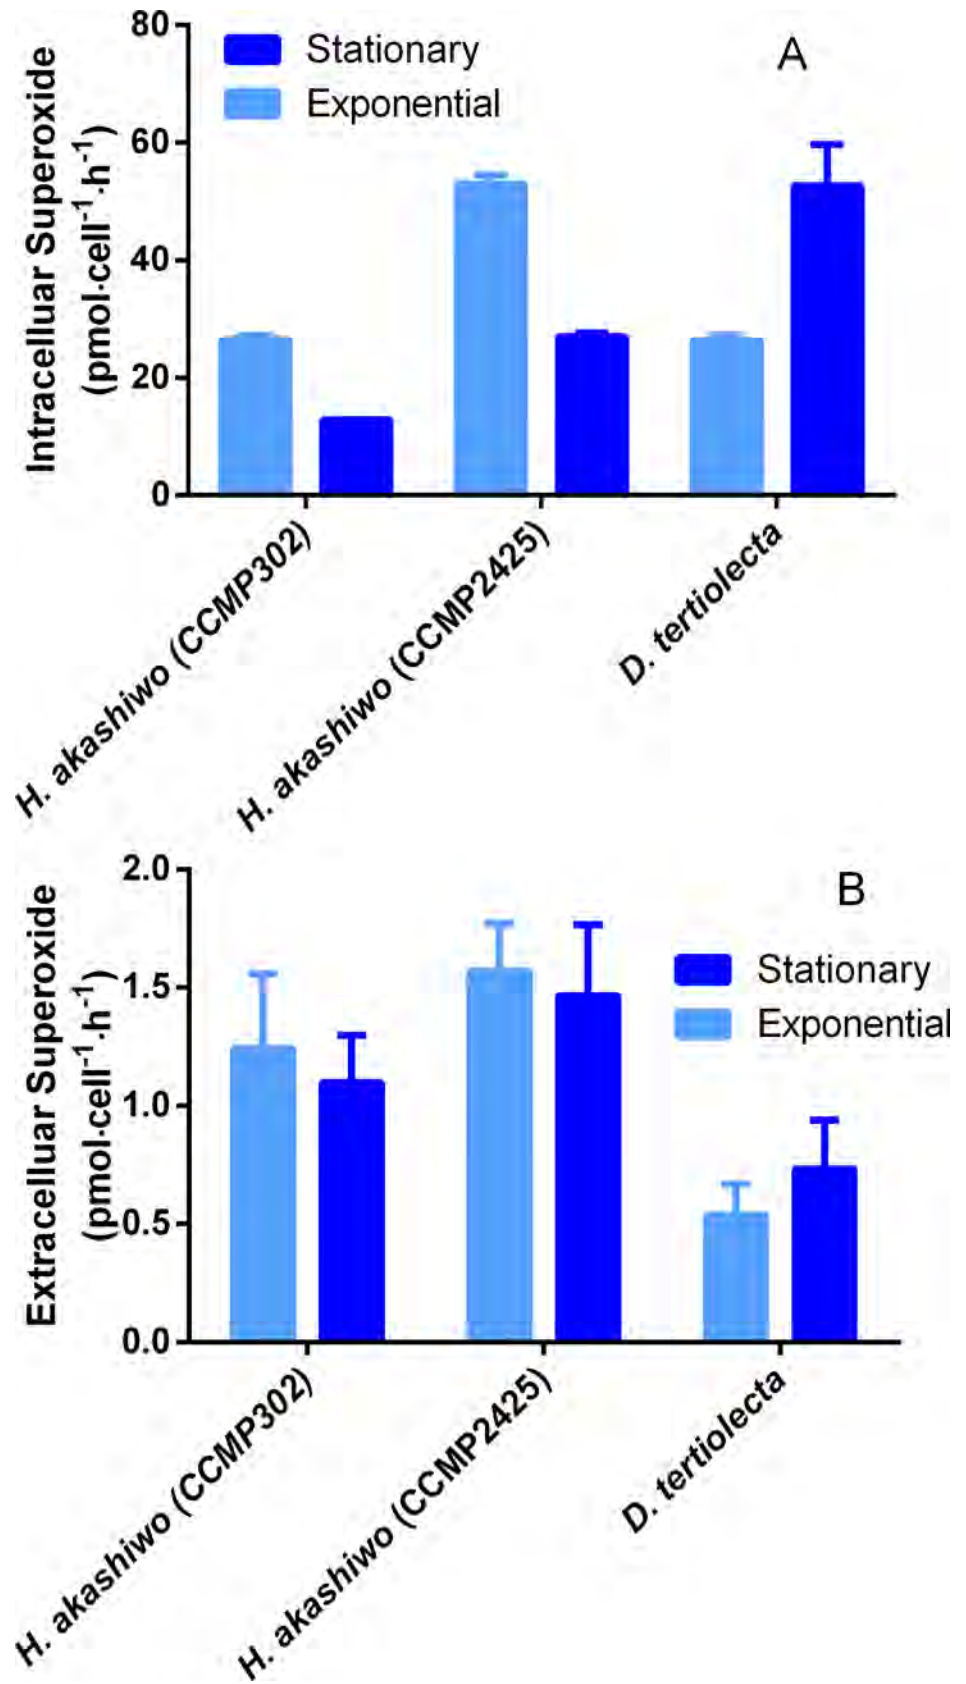 80
60
40
20
0
Intracelluar Superoxide
(pmol·cell⁻¹·h⁻¹)
Stationary
Exponential
A
H. akashiwo (CCMP302)
H. akashiwo (CCMP2425)
D. tertiolecta
2.0
1.5
1.0
0.5
0.0
Extracelluar Superoxide
(pmol·cell⁻¹·h⁻¹)
B
Stationary
Exponential
H. akashiwo (CCMP302)
H. akashiwo (CCMP2425)
D. tertiolecta